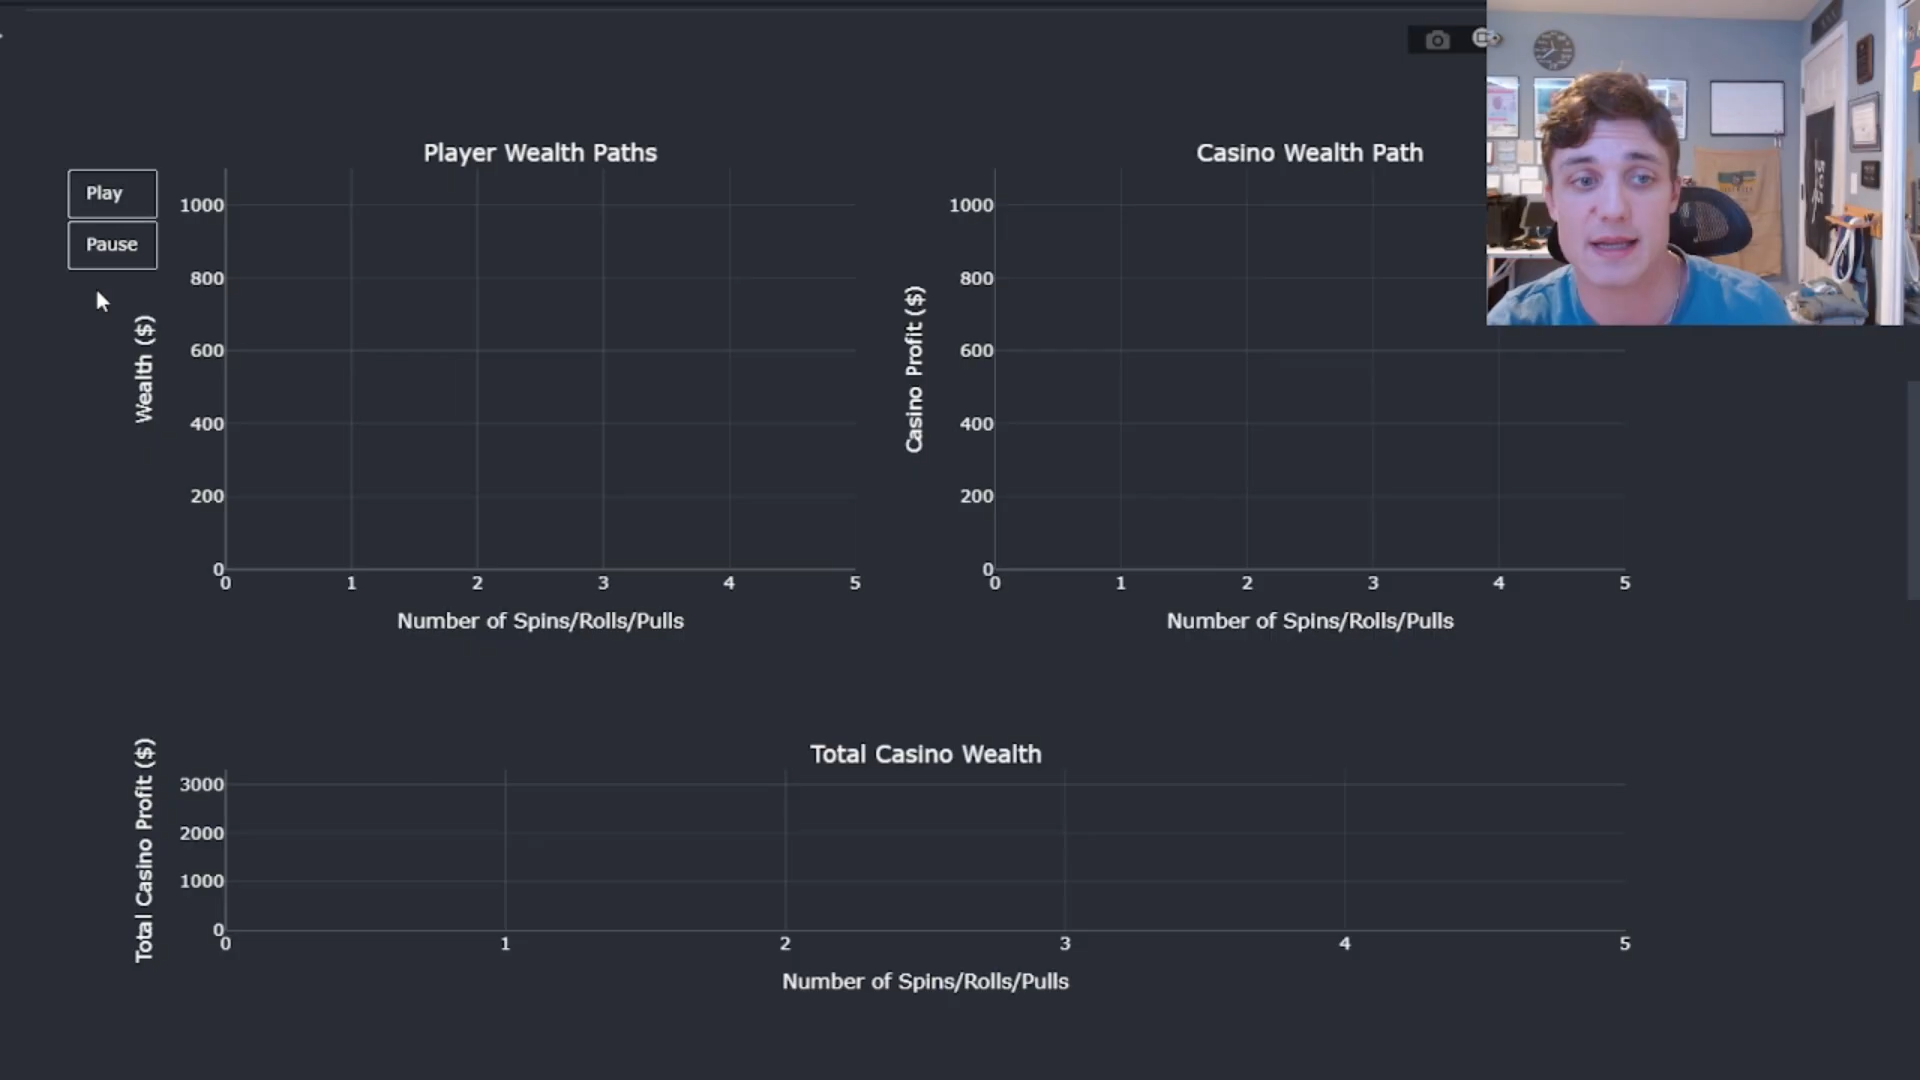 Player Wealth Paths
Casino Wealth Path
Play
Pause
Wealth ($)
1000
800
600
400
200
0
0 1 2 3 4 5
Number of Spins/Rolls/Pulls
Casino Profit ($)
1000
800
600
400
200
0
0 1 2 3 4 5
Number of Spins/Rolls/Pulls
Total Casino Wealth
Total Casino Profit ($)
3000
2000
1000
0
0 1 2 3 4 5
Number of Spins/Rolls/Pulls